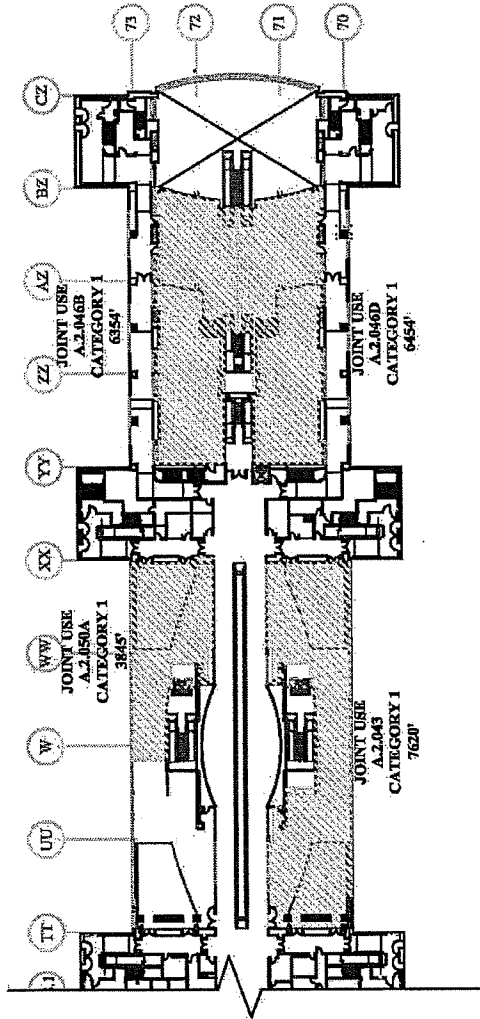 73
72
71
70
CZ
BZ
AZ
ZZ
YY
XX
WW
W
UU
TT
JOINT USE
A.2.046B
CATEGORY 1
6354'
JOINT USE
A.2.046D
CATEGORY 1
6454'
JOINT USE
A.2.050A
CATEGORY 1
3845'
JOINT USE
A.2.043
CATEGORY 1
7620'